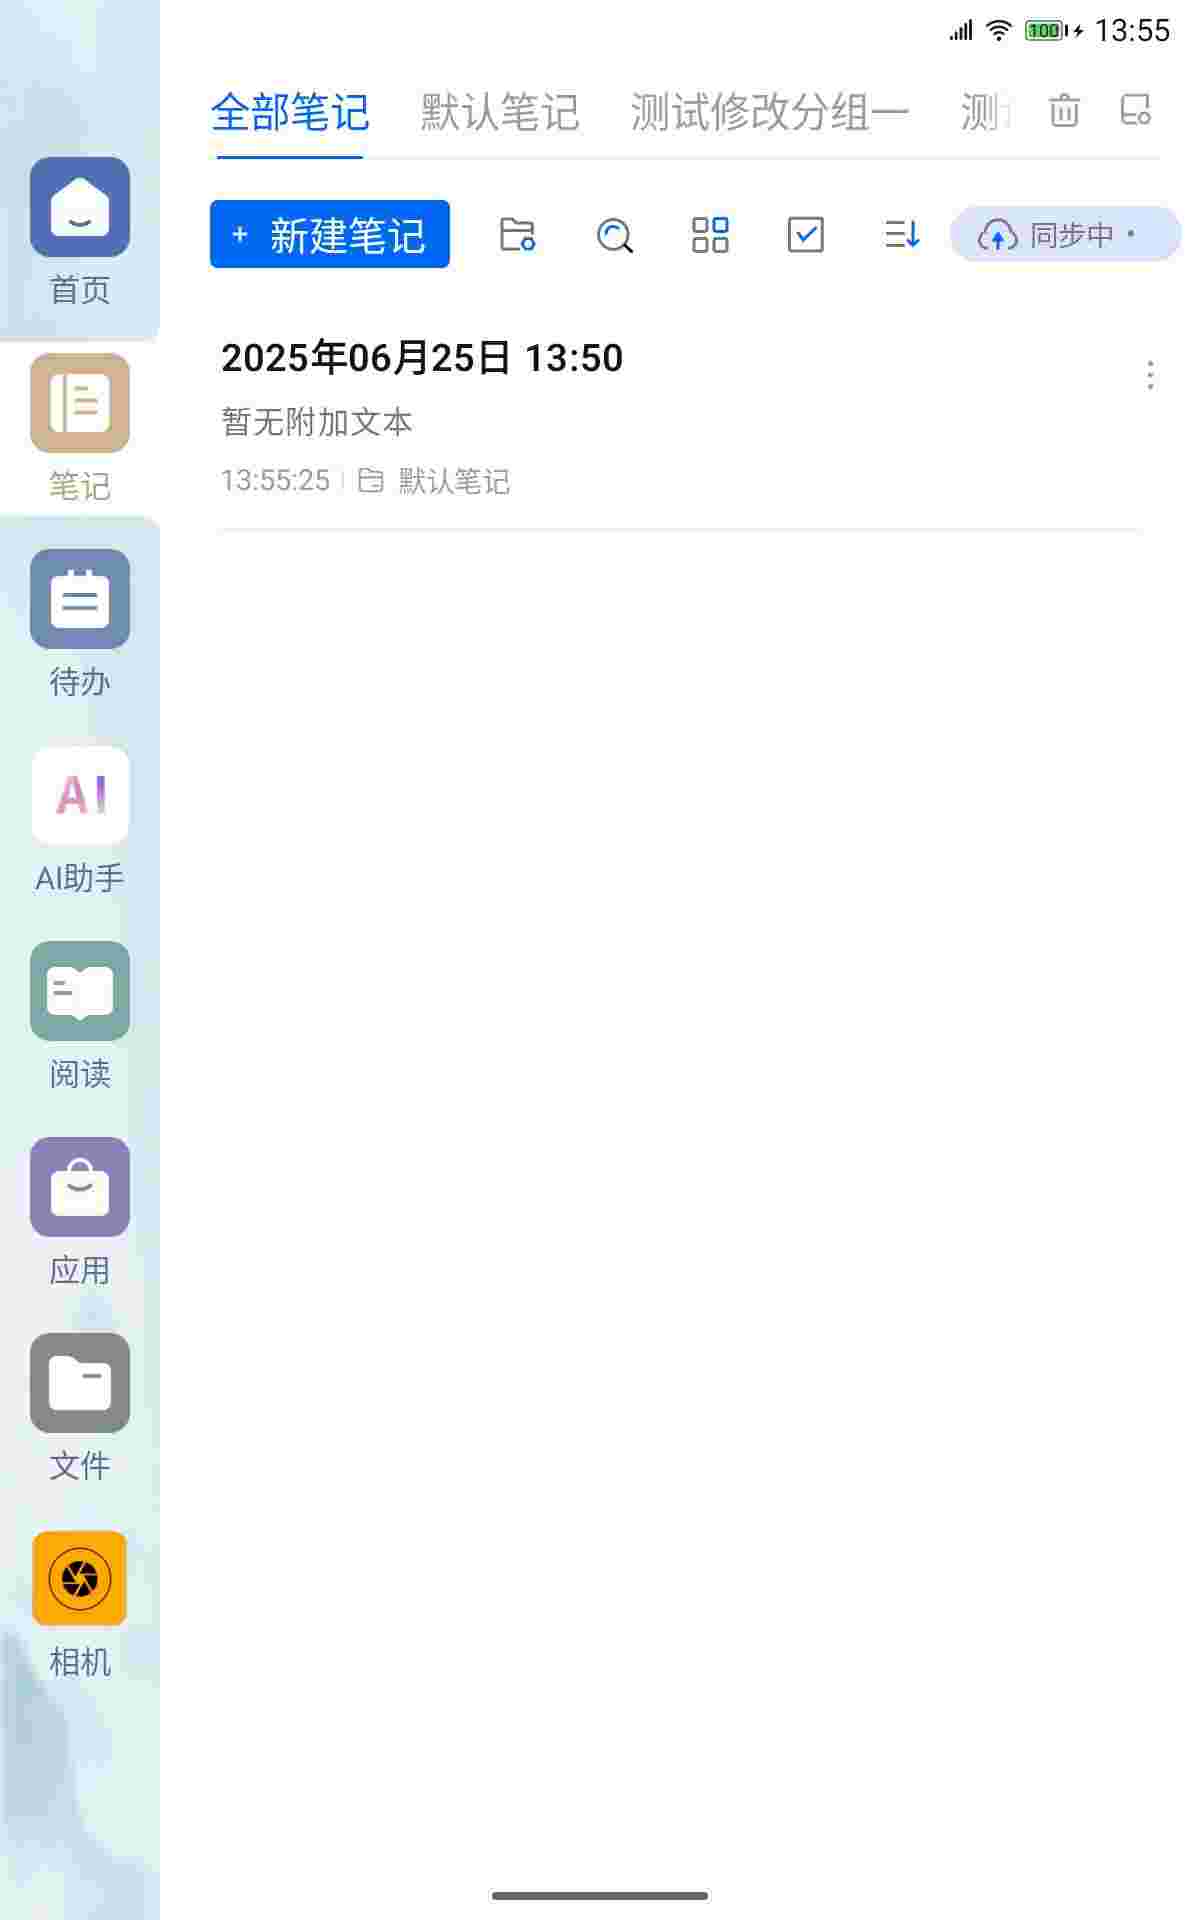 100 13:55
全部笔记 默认笔记 测试修改分组一 测
+ 新建笔记 同步中 ·
2025年06月25日 13:50
暂无附加文本
13:55:25 默认笔记
首页
笔记
待办
AI
AI助手
阅读
应用
文件
相机